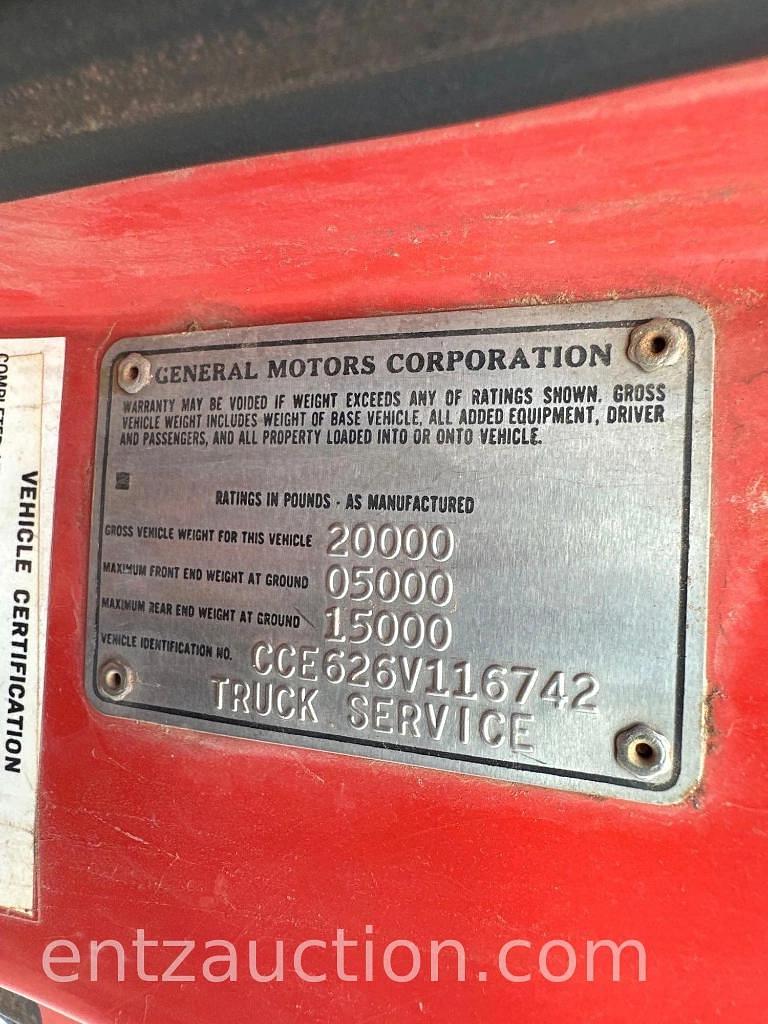 GENERAL MOTORS CORPORATION
WARRANTY MAY BE VOIDED IF WEIGHT EXCEEDS ANY OF RATINGS SHOWN. GROSS
VEHICLE WEIGHT INCLUDES WEIGHT OF BASE VEHICLE, ALL ADDED EQUIPMENT, DRIVER
AND PASSENGERS, AND ALL PROPERTY LOADED INTO OR ONTO VEHICLE.
RATINGS IN POUNDS - AS MANUFACTURED
GROSS VEHICLE WEIGHT FOR THIS VEHICLE 20000
MAXIMUM FRONT END WEIGHT AT GROUND 05000
MAXIMUM REAR END WEIGHT AT GROUND 15000
VEHICLE IDENTIFICATION NO. CCE626V116742
TRUCK SERVICE
VEHICLE CERTIFICATION
entzauction.com